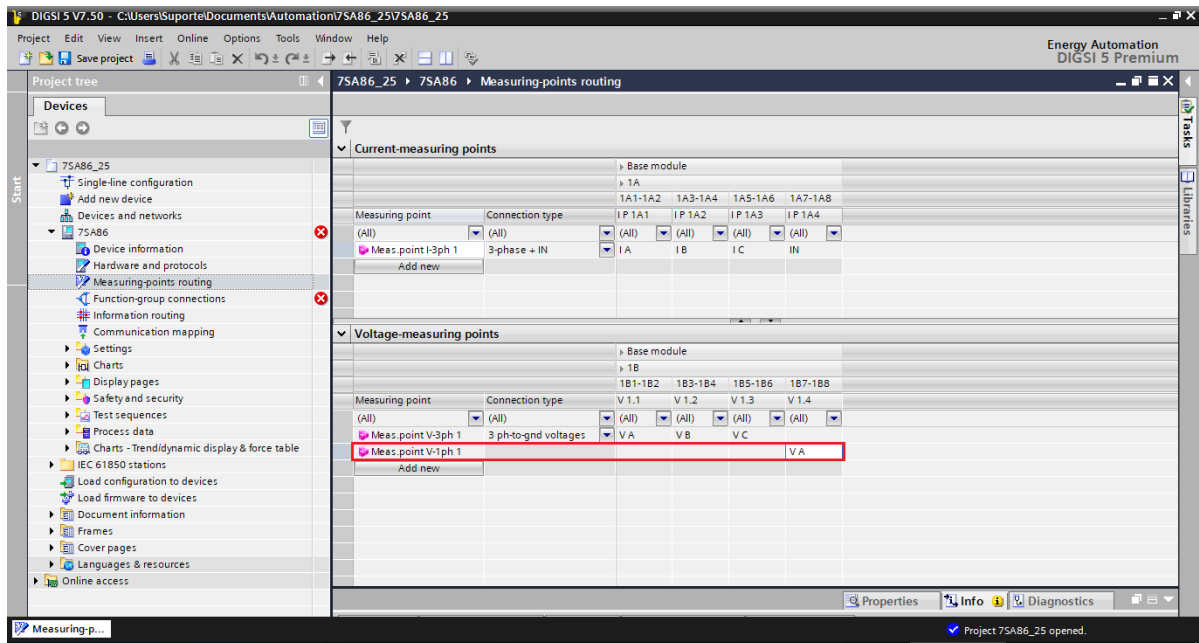 DIGSI 5 V7.50 - C:\Users\Suporte\Documents\Automation\7SA86_25\7SA86_25
Project Edit View Insert Online Options Tools Window Help
Energy Automation
DIGSI 5 Premium
Save project
Project tree
7SA86_25 7SA86 Measuring-points routing
Devices
Start
7SA86_25
Single-line configuration
Add new device
Devices and networks
7SA86
Device information
Hardware and protocols
Measuring-points routing
Function-group connections
Information routing
Communication mapping
Settings
Charts
Display pages
Safety and security
Test sequences
Process data
Charts - Trend/dynamic display & force table
IEC 61850 stations
Load configuration to devices
Load firmware to devices
Document information
Frames
Cover pages
Languages & resources
Online access
Current-measuring points
Base module
1A
1A1-1A2 1A3-1A4 1A5-1A6 1A7-1A8
Measuring point Connection type I P 1A1 I P 1A2 I P 1A3 I P 1A4
(All) (All) (All) (All) (All) (All)
Meas.point I-3ph 1 3-phase + IN I A I B I C IN
Add new
Voltage-measuring points
Base module
1B
1B1-1B2 1B3-1B4 1B5-1B6 1B7-1B8
Measuring point Connection type V 1.1 V 1.2 V 1.3 V 1.4
(All) (All) (All) (All) (All) (All)
Meas.point V-3ph 1 3 ph-to-gnd voltages V A V B V C
Meas.point V-1ph 1 V A
Add new
Tasks
Libraries
Properties Info Diagnostics
Measuring-p...
Project 7SA86_25 opened.